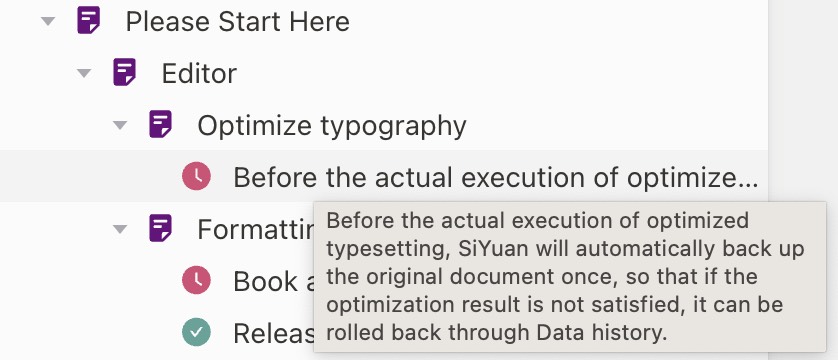 Please Start Here
Editor
Optimize typography
Before the actual execution of optimize...
Before the actual execution of optimized
typesetting, SiYuan will automatically back up
the original document once, so that if the
optimization result is not satisfied, it can be
rolled back through Data history.
Formattin
Book a
Releas